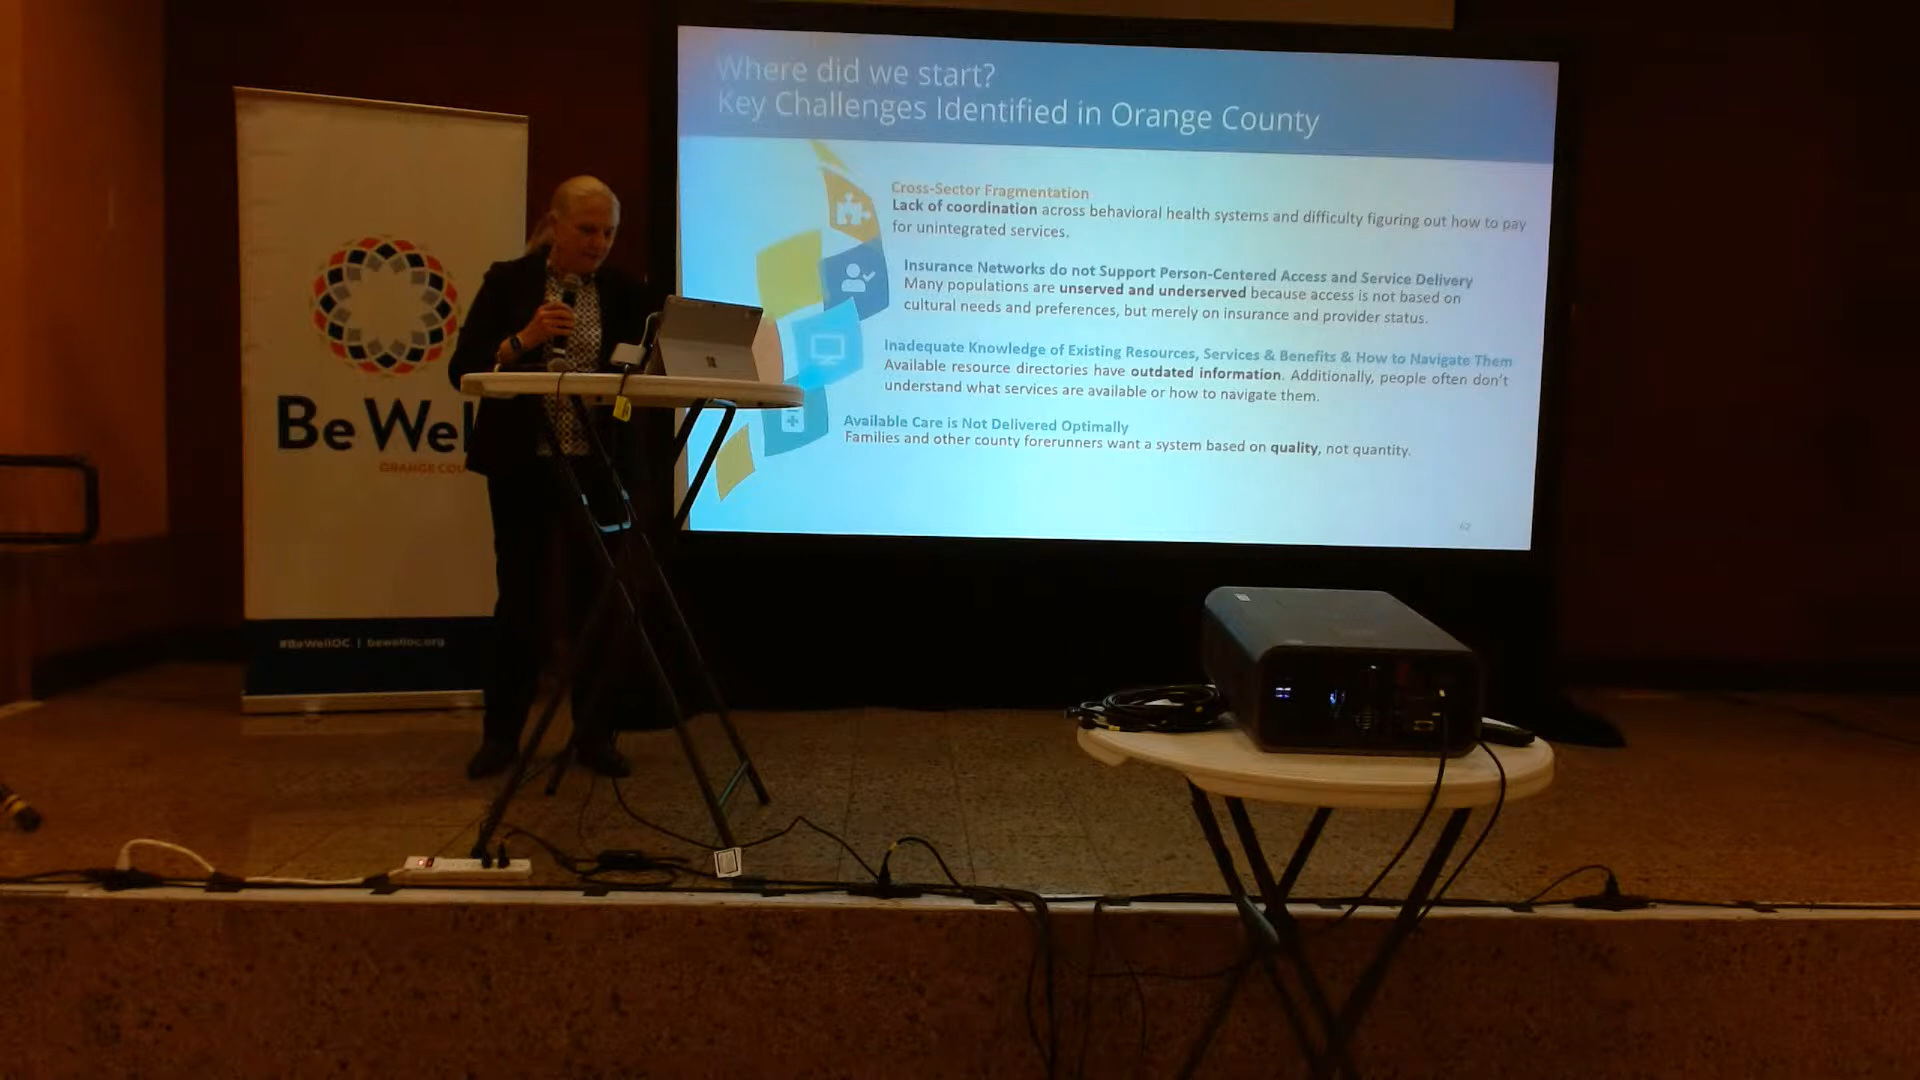 Where did we start?
Key Challenges Identified in Orange County
Cross-Sector Fragmentation
Lack of coordination across behavioral health systems and difficulty figuring out how to pay
for unintegrated services.
Insurance Networks do not Support Person-Centered Access and Service Delivery
Many populations are unserved and underserved because access is not based on
cultural needs and preferences, but merely on insurance and provider status.
Inadequate Knowledge of Existing Resources, Services & Benefits & How to Navigate Them
Available resource directories have outdated information. Additionally, people often don't
understand what services are available or how to navigate them.
Available Care is Not Delivered Optimally
Families and other county forerunners want a system based on quality, not quantity.
62
Be Wel
ORANGE COU
#BeWellOC | bewelloc.org